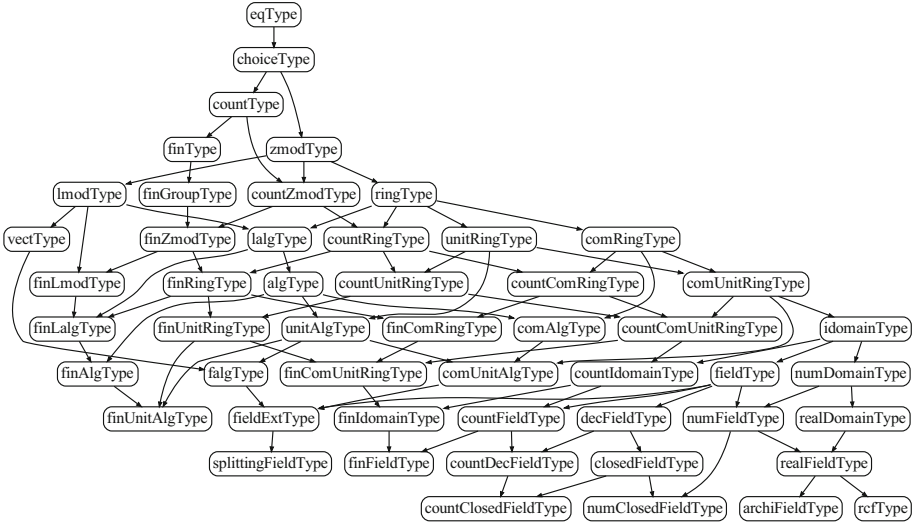 eqType
choiceType
countType
finType
zmodType
lmodType
finGroupType
countZmodType
ringType
vectType
finZmodType
lalgType
countRingType
unitRingType
comRingType
finLmodType
finRingType
algType
countUnitRingType
countComRingType
comUnitRingType
finLalgType
finUnitRingType
unitAlgType
finComRingType
comAlgType
countComUnitRingType
idomainType
finAlgType
falgType
finComUnitRingType
comUnitAlgType
countIdomainType
fieldType
numDomainType
finUnitAlgType
fieldExtType
finIdomainType
countFieldType
decFieldType
numFieldType
realDomainType
splittingFieldType
finFieldType
countDecFieldType
closedFieldType
realFieldType
countClosedFieldType
numClosedFieldType
archiFieldType
rcfType